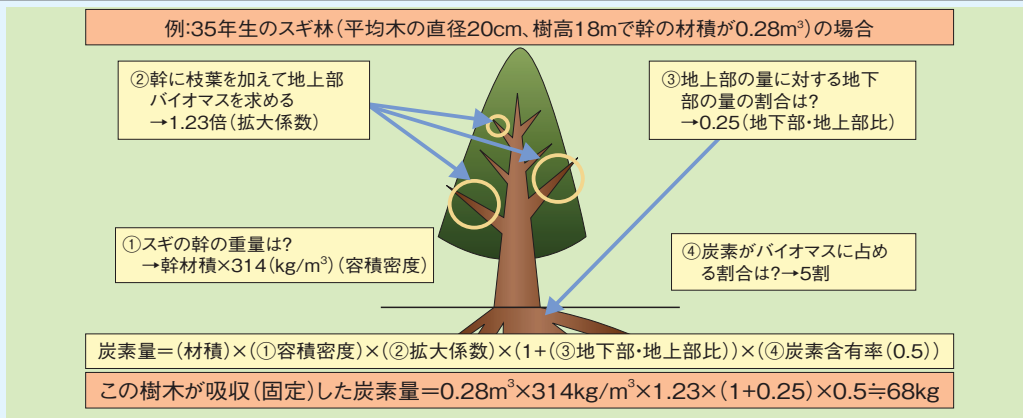 例:35年生のスギ林(平均木の直径20cm、樹高18mで幹の材積が0.28m³)の場合
②幹に枝葉を加えて地上部
バイオマスを求める
→1.23倍(拡大係数)
③地上部の量に対する地下
部の量の割合は?
→0.25(地下部・地上部比)
①スギの幹の重量は?
→幹材積×314(kg/m³)(容積密度)
④炭素がバイオマスに占め
る割合は?→5割
炭素量=(材積)×(①容積密度)×(②拡大係数)×(1+(③地下部・地上部比))×(④炭素含有率(0.5))
この樹木が吸収(固定)した炭素量=0.28m³×314kg/m³×1.23×(1+0.25)×0.5≒68kg